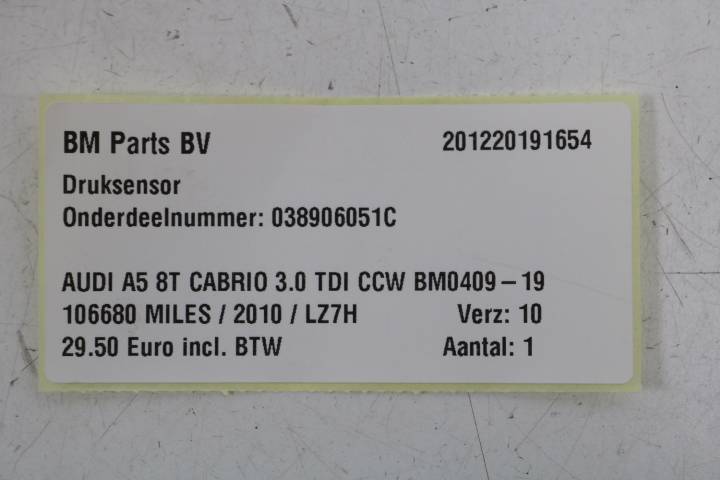 BM Parts BV 201220191654
Druksensor
Onderdeelnummer: 038906051C
AUDI A5 8T CABRIO 3.0 TDI CCW BM0409 – 19
106680 MILES / 2010 / LZ7H Verz: 10
29.50 Euro incl. BTW Aantal: 1